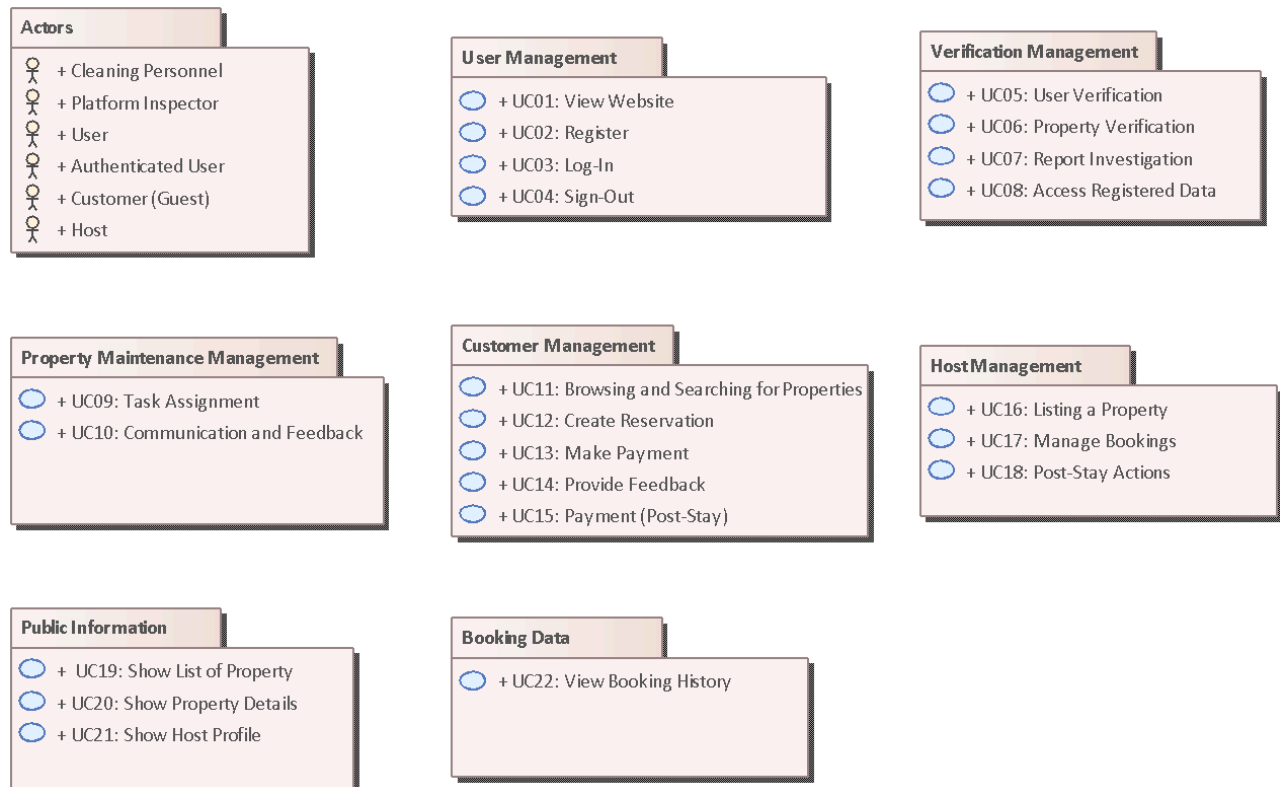 Actors
+ Cleaning Personnel
+ Platform Inspector
+ User
+ Authenticated User
+ Customer (Guest)
+ Host
User Management
+ UC01: View Website
+ UC02: Register
+ UC03: Log-In
+ UC04: Sign-Out
Verification Management
+ UC05: User Verification
+ UC06: Property Verification
+ UC07: Report Investigation
+ UC08: Access Registered Data
Property Maintenance Management
+ UC09: Task Assignment
+ UC10: Communication and Feedback
Customer Management
+ UC11: Browsing and Searching for Properties
+ UC12: Create Reservation
+ UC13: Make Payment
+ UC14: Provide Feedback
+ UC15: Payment (Post-Stay)
Host Management
+ UC16: Listing a Property
+ UC17: Manage Bookings
+ UC18: Post-Stay Actions
Public Information
+ UC19: Show List of Property
+ UC20: Show Property Details
+ UC21: Show Host Profile
Booking Data
+ UC22: View Booking History